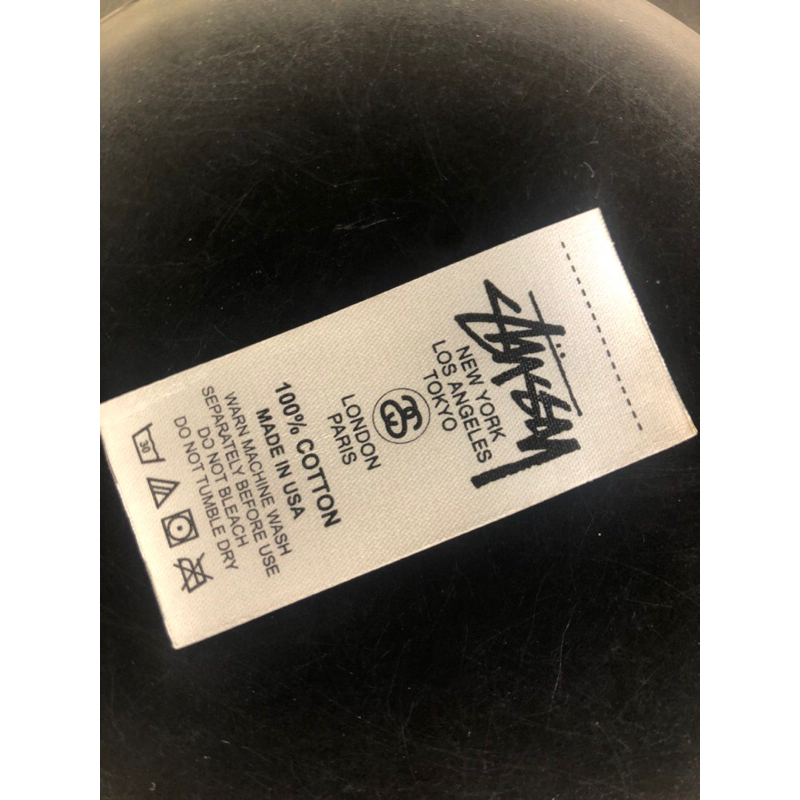 Stüssy
NEW YORK
LOS ANGELES
TOKYO
LONDON
PARIS
100% COTTON
MADE IN USA
WARN MACHINE WASH
SEPARATELY BEFORE USE
DO NOT BLEACH
DO NOT TUMBLE DRY
30